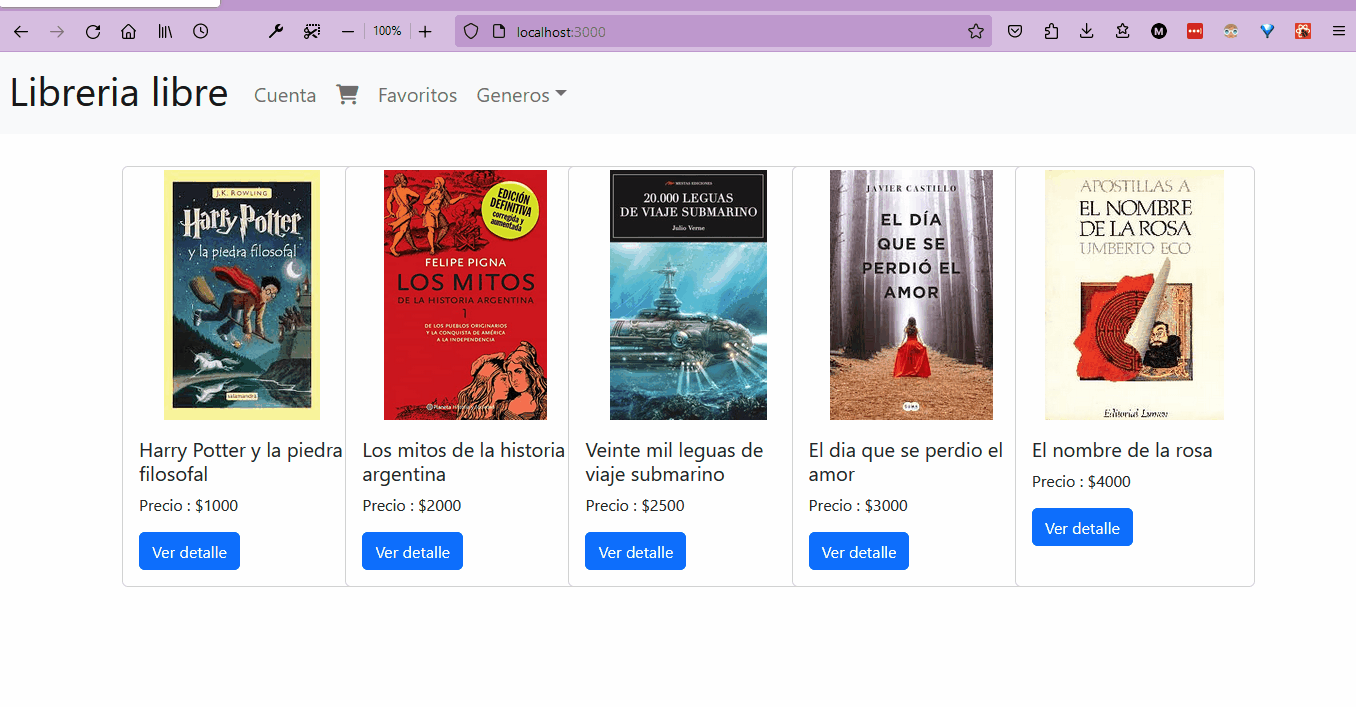 100%
localhost:3000
M
Libreria libre
Cuenta
Favoritos
Generos
J.K. ROWLING
Harry Potter
y la piedra filosofal
salamandra
EDICIÓN
DEFINITIVA
corregida y
aumentada
FELIPE PIGNA
LOS MITOS
DE LA HISTORIA ARGENTINA
1
DE LOS PUEBLOS ORIGINARIOS
Y LA CONQUISTA DE AMÉRICA
A LA INDEPENDENCIA
MESTAS EDICIONES
20.000 LEGUAS
DE VIAJE SUBMARINO
Julio Verne
JAVIER CASTILLO
EL DÍA
QUE SE
PERDIÓ EL
AMOR
SUMA
APOSTILLAS A
EL NOMBRE
DE LA ROSA
UMBERTO ECO
Editorial Lumen
Harry Potter y la piedra
filosofal
Precio : $1000
Ver detalle
Los mitos de la historia
argentina
Precio : $2000
Ver detalle
Veinte mil leguas de
viaje submarino
Precio : $2500
Ver detalle
El dia que se perdio el
amor
Precio : $3000
Ver detalle
El nombre de la rosa
Precio : $4000
Ver detalle